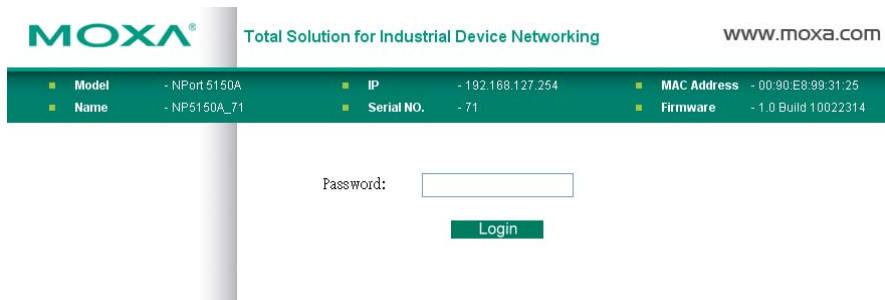 MOXA® Total Solution for Industrial Device Networking www.moxa.com
Model - NPort 5150A IP - 192.168.127.254 MAC Address - 00:90:E8:99:31:25
Name - NP5150A_71 Serial NO. - 71 Firmware - 1.0 Build 10022314
Password:
Login